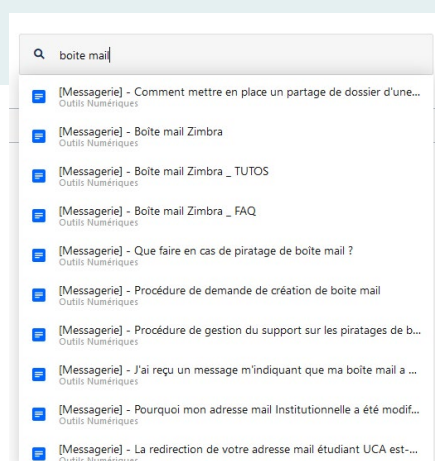 boite mail
[Messagerie] - Comment mettre en place un partage de dossier d'une...
Outils Numériques
[Messagerie] - Boîte mail Zimbra
Outils Numériques
[Messagerie] - Boite mail Zimbra _ TUTOS
Outils Numériques
[Messagerie] - Boite mail Zimbra _ FAQ
Outils Numériques
[Messagerie] - Que faire en cas de piratage de boîte mail ?
Outils Numériques
[Messagerie] - Procédure de demande de création de boite mail
Outils Numériques
[Messagerie] - Procédure de gestion du support sur les piratages de b...
Outils Numériques
[Messagerie] - J'ai reçu un message m'indiquant que ma boîte mail a ...
Outils Numériques
[Messagerie] - Pourquoi mon adresse mail Institutionnelle a été modif...
Outils Numériques
[Messagerie] - La redirection de votre adresse mail étudiant UCA est-...
Outils Numériques